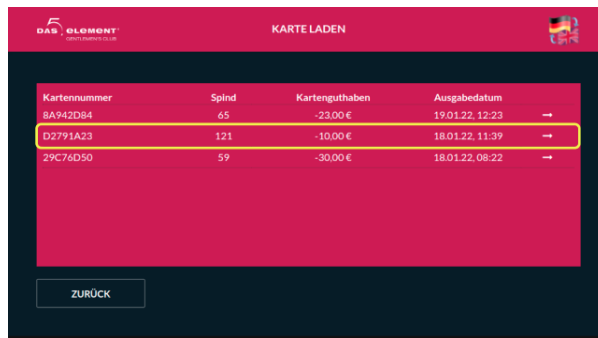 DAS 5 ELEMENT
GENTLEMEN'S CLUB
KARTE LADEN
Kartennummer Spind Kartenguthaben Ausgabedatum
8A942D84 65 -23,00 € 19.01.22, 12:23 →
D2791A23 121 -10,00 € 18.01.22, 11:39 →
29C76D50 59 -30,00 € 18.01.22, 08:22 →
ZURÜCK